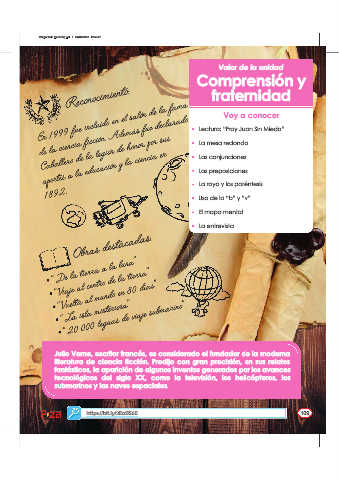 Valor de la unidad
Comprensión y
fraternidad
Voy a conocer
• Lectura: "Fray Juan Sin Miedo"
• La mesa redonda
• Las conjunciones
• Las preposiciones
• La raya y los paréntesis
• Uso de la "b" y "v"
• El mapa mental
• La entrevista
Reconocimiento
En 1999 fue incluido en el salón de la fama
de la ciencia ficción. Además fue declarado
Caballero de la legión de honor por sus
aportes a la educación y la ciencia en
1892.
Obras destacadas
• "De la tierra a la luna"
• "Viaje al centro de la tierra"
• "Vuelta al mundo en 80 días"
• "La isla misteriosa"
• "20 000 leguas de viaje submarino"
Julio Verne, escritor francés, es considerado el fundador de la moderna
literatura de ciencia ficción. Predijo con gran precisión, en sus relatos
fantásticos, la aparición de algunos inventos generados por los avances
tecnológicos del siglo XX, como la televisión, los helicópteros, los
submarinos y las naves espaciales.
109